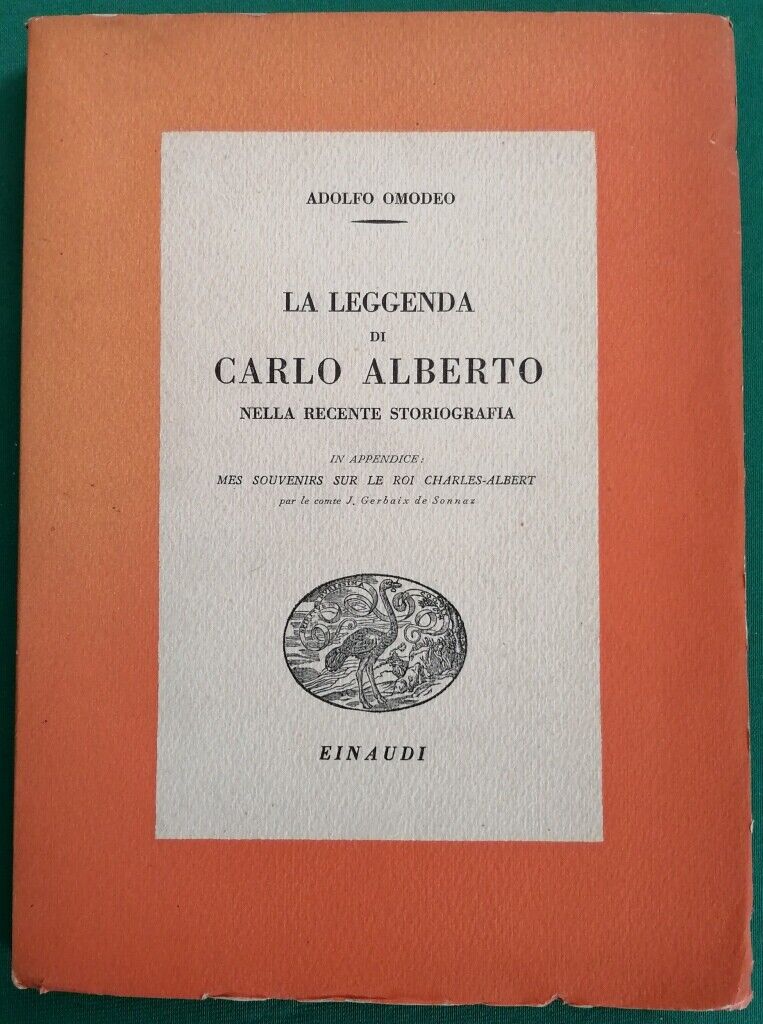 ADOLFO OMODEO
LA LEGGENDA
DI
CARLO ALBERTO
NELLA RECENTE STORIOGRAFIA
IN APPENDICE:
MES SOUVENIRS SUR LE ROI CHARLES-ALBERT
par le comte J. Gerbaix de Sonnaz
EINAUDI